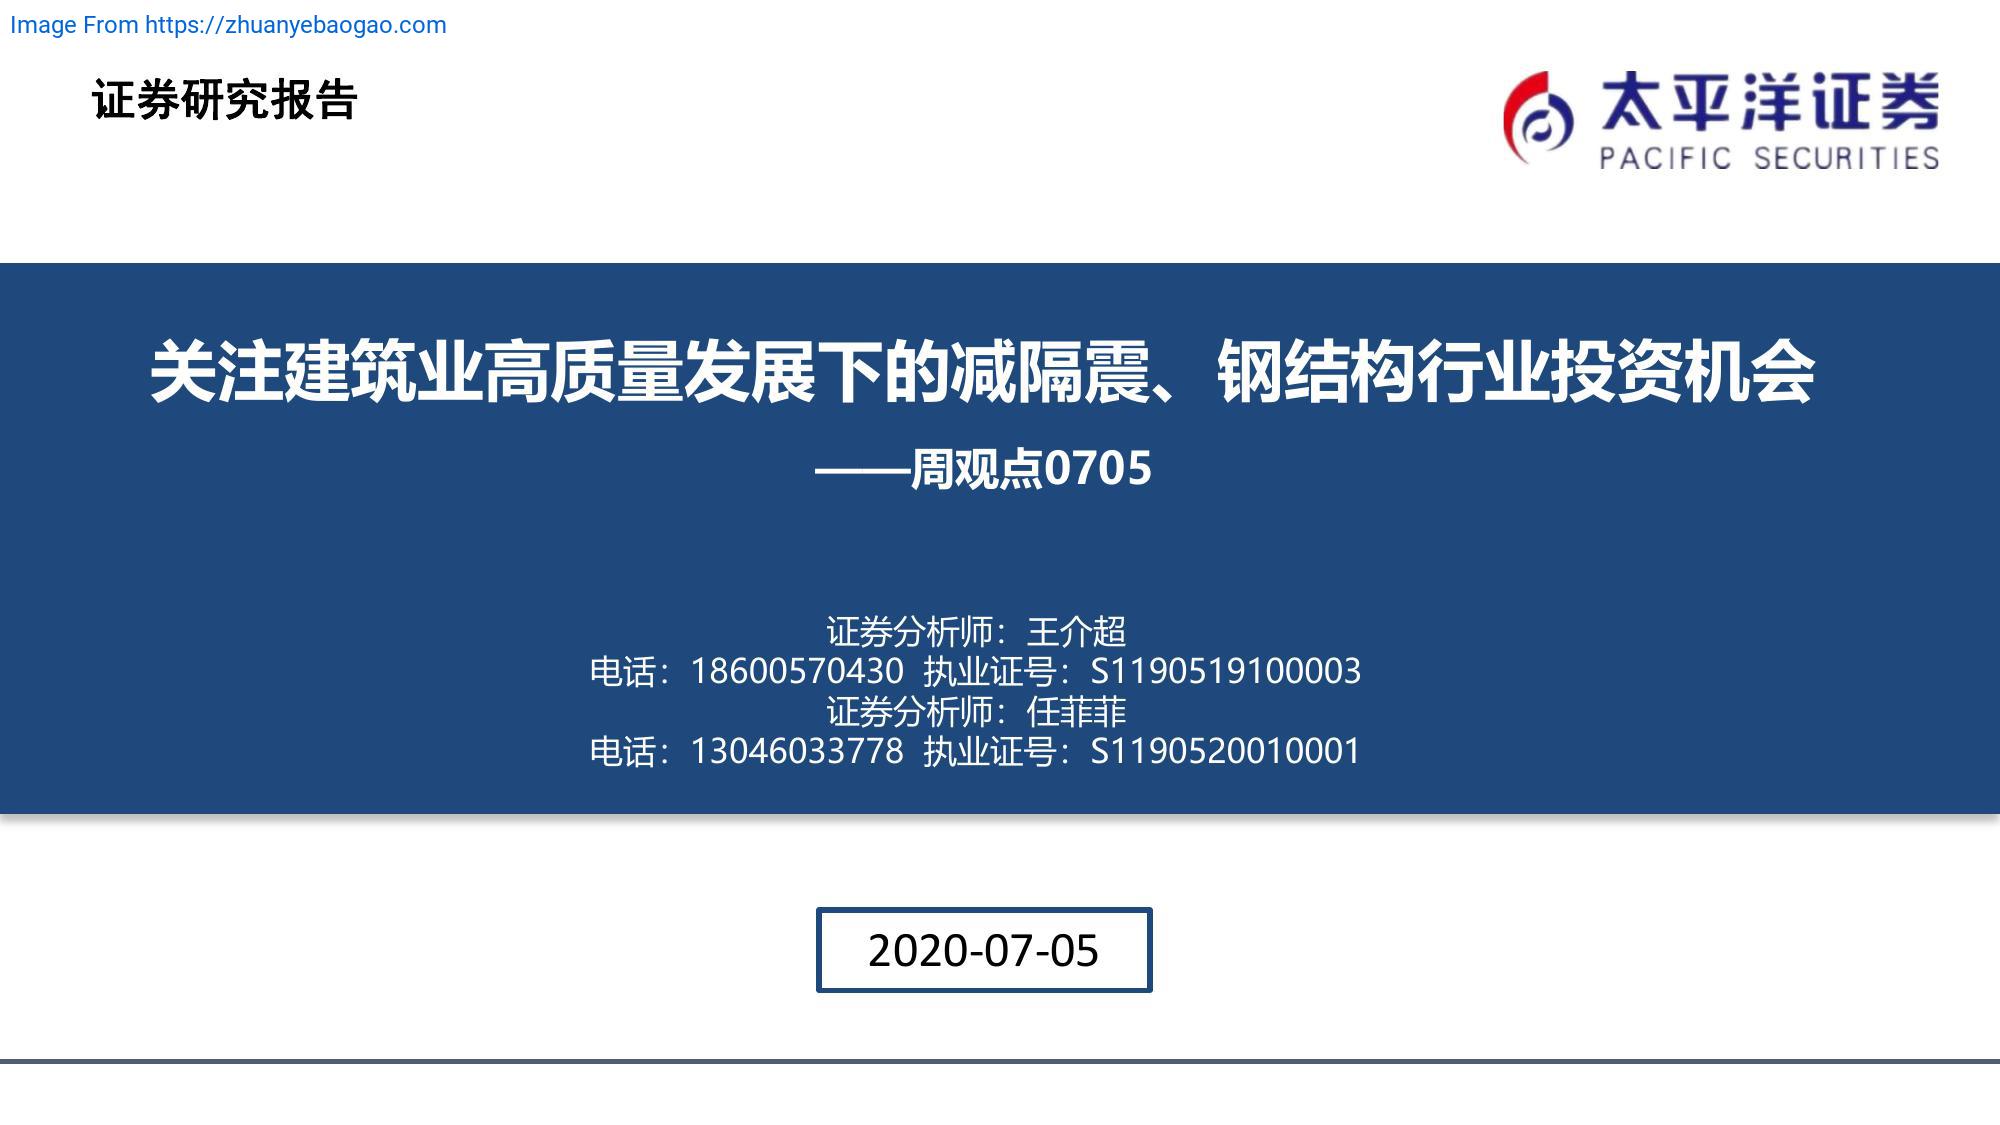 Image From https://zhuanyebaogao.com
证券研究报告
太平洋证券
PACIFIC SECURITIES
关注建筑业高质量发展下的减隔震、钢结构行业投资机会
——周观点0705
证券分析师：王介超
电话：18600570430 执业证号：S1190519100003
证券分析师：任菲菲
电话：13046033778 执业证号：S1190520010001
2020-07-05